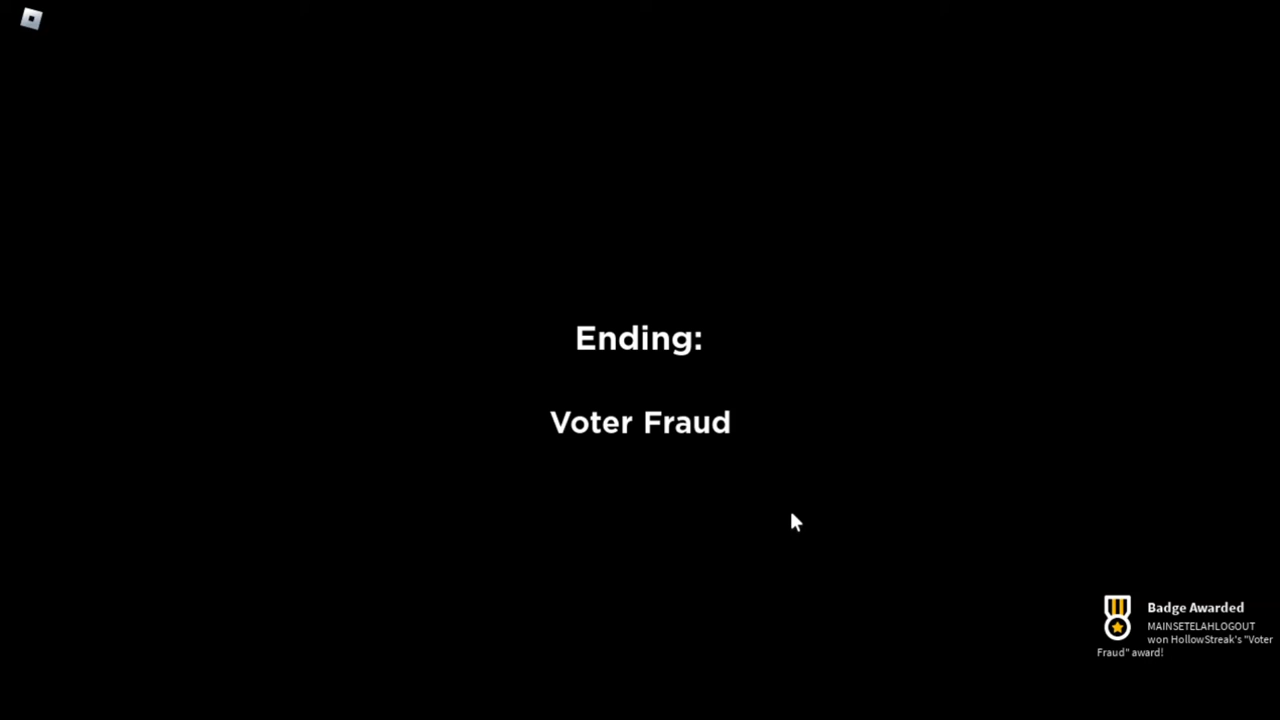 Ending:
Voter Fraud
Badge Awarded
MAINSETELAHLOGOUT
won HollowStreak's "Voter
Fraud" award!